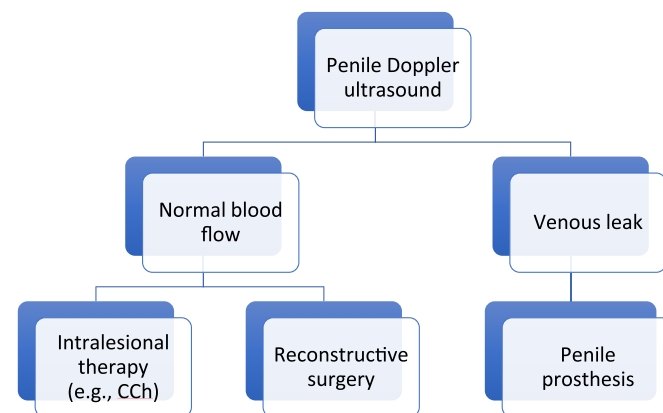 Penile Doppler
ultrasound
Normal blood
flow
Venous leak
Intralesional
therapy
(e.g., CCh)
Reconstructive
surgery
Penile
prosthesis